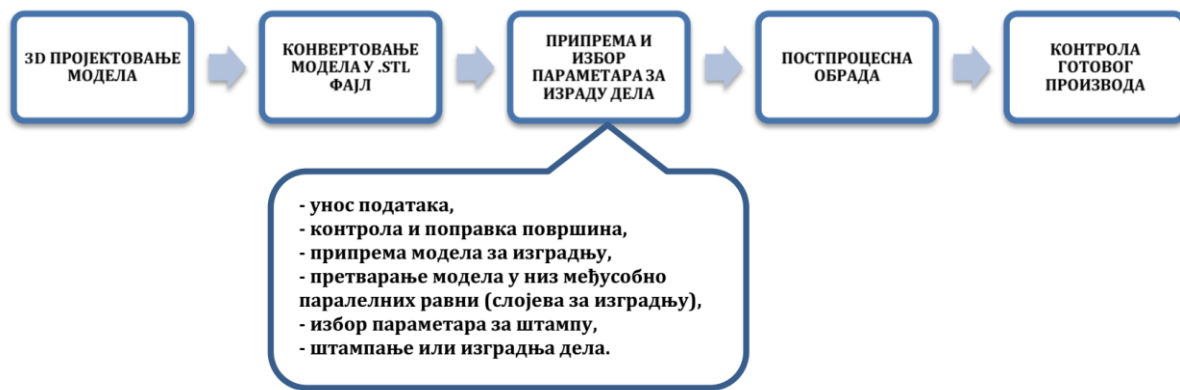 3D ПРОЈЕКТОВАЊЕ
МОДЕЛА
КОНВЕРТОВАЊЕ
МОДЕЛА У .STL
ФАЈЛ
ПРИПРЕМА И
ИЗБОР
ПАРАМЕТАРА ЗА
ИЗРАДУ ДЕЛА
ПОСТПРОЦЕСНА
ОБРАДА
КОНТРОЛА
ГОТОВОГ
ПРОИЗВОДА
- унос података,
- контрола и поправка површина,
- припрема модела за изградњу,
- претварање модела у низ међусобно
паралелних равни (слојева за изградњу),
- избор параметара за штампу,
- штампање или изградња дела.